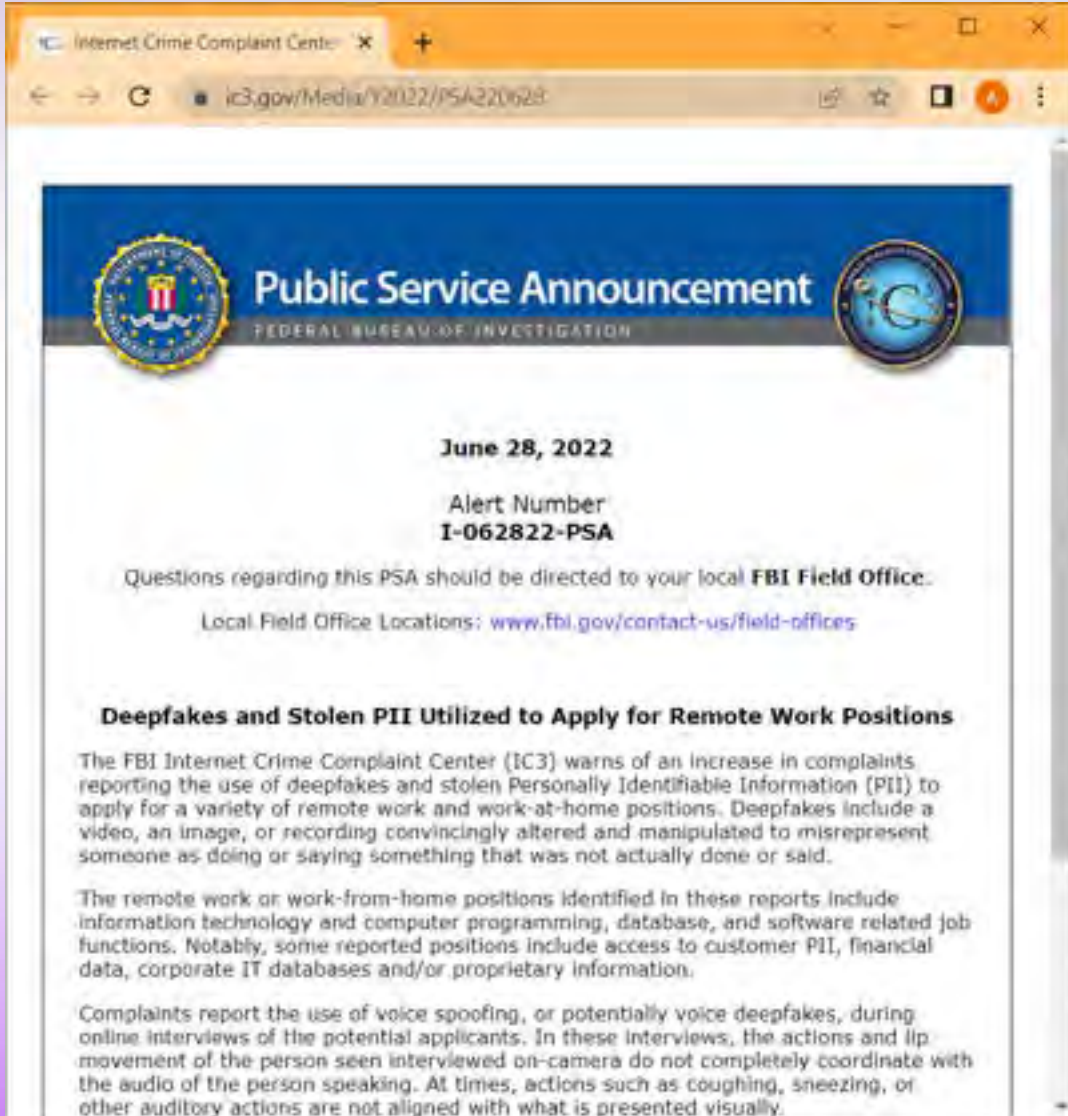 Internet Crime Complaint Cente
ic3.gov/Media/Y2022/PSA220628
Public Service Announcement
FEDERAL BUREAU OF INVESTIGATION
June 28, 2022
Alert Number
I-062822-PSA
Questions regarding this PSA should be directed to your local FBI Field Office.
Local Field Office Locations: www.fbi.gov/contact-us/field-offices
Deepfakes and Stolen PII Utilized to Apply for Remote Work Positions
The FBI Internet Crime Complaint Center (IC3) warns of an increase in complaints
reporting the use of deepfakes and stolen Personally Identifiable Information (PII) to
apply for a variety of remote work and work-at-home positions. Deepfakes include a
video, an image, or recording convincingly altered and manipulated to misrepresent
someone as doing or saying something that was not actually done or said.
The remote work or work-from-home positions identified in these reports include
information technology and computer programming, database, and software related job
functions. Notably, some reported positions include access to customer PII, financial
data, corporate IT databases and/or proprietary information.
Complaints report the use of voice spoofing, or potentially voice deepfakes, during
online interviews of the potential applicants. In these interviews, the actions and lip
movement of the person seen interviewed on-camera do not completely coordinate with
the audio of the person speaking. At times, actions such as coughing, sneezing, or
other auditory actions are not aligned with what is presented visually.